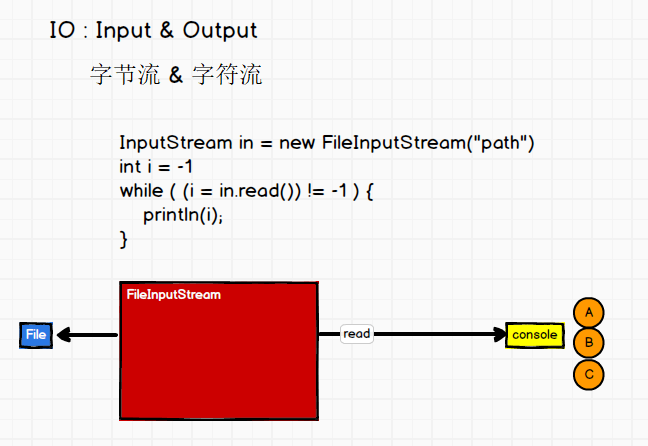 IO : Input & Output
字节流 & 字符流
InputStream in = new FileInputStream("path")
int i = -1
while ( (i = in.read()) != -1 ) {
println(i);
}
FileInputStream
File
read
console
A
B
C